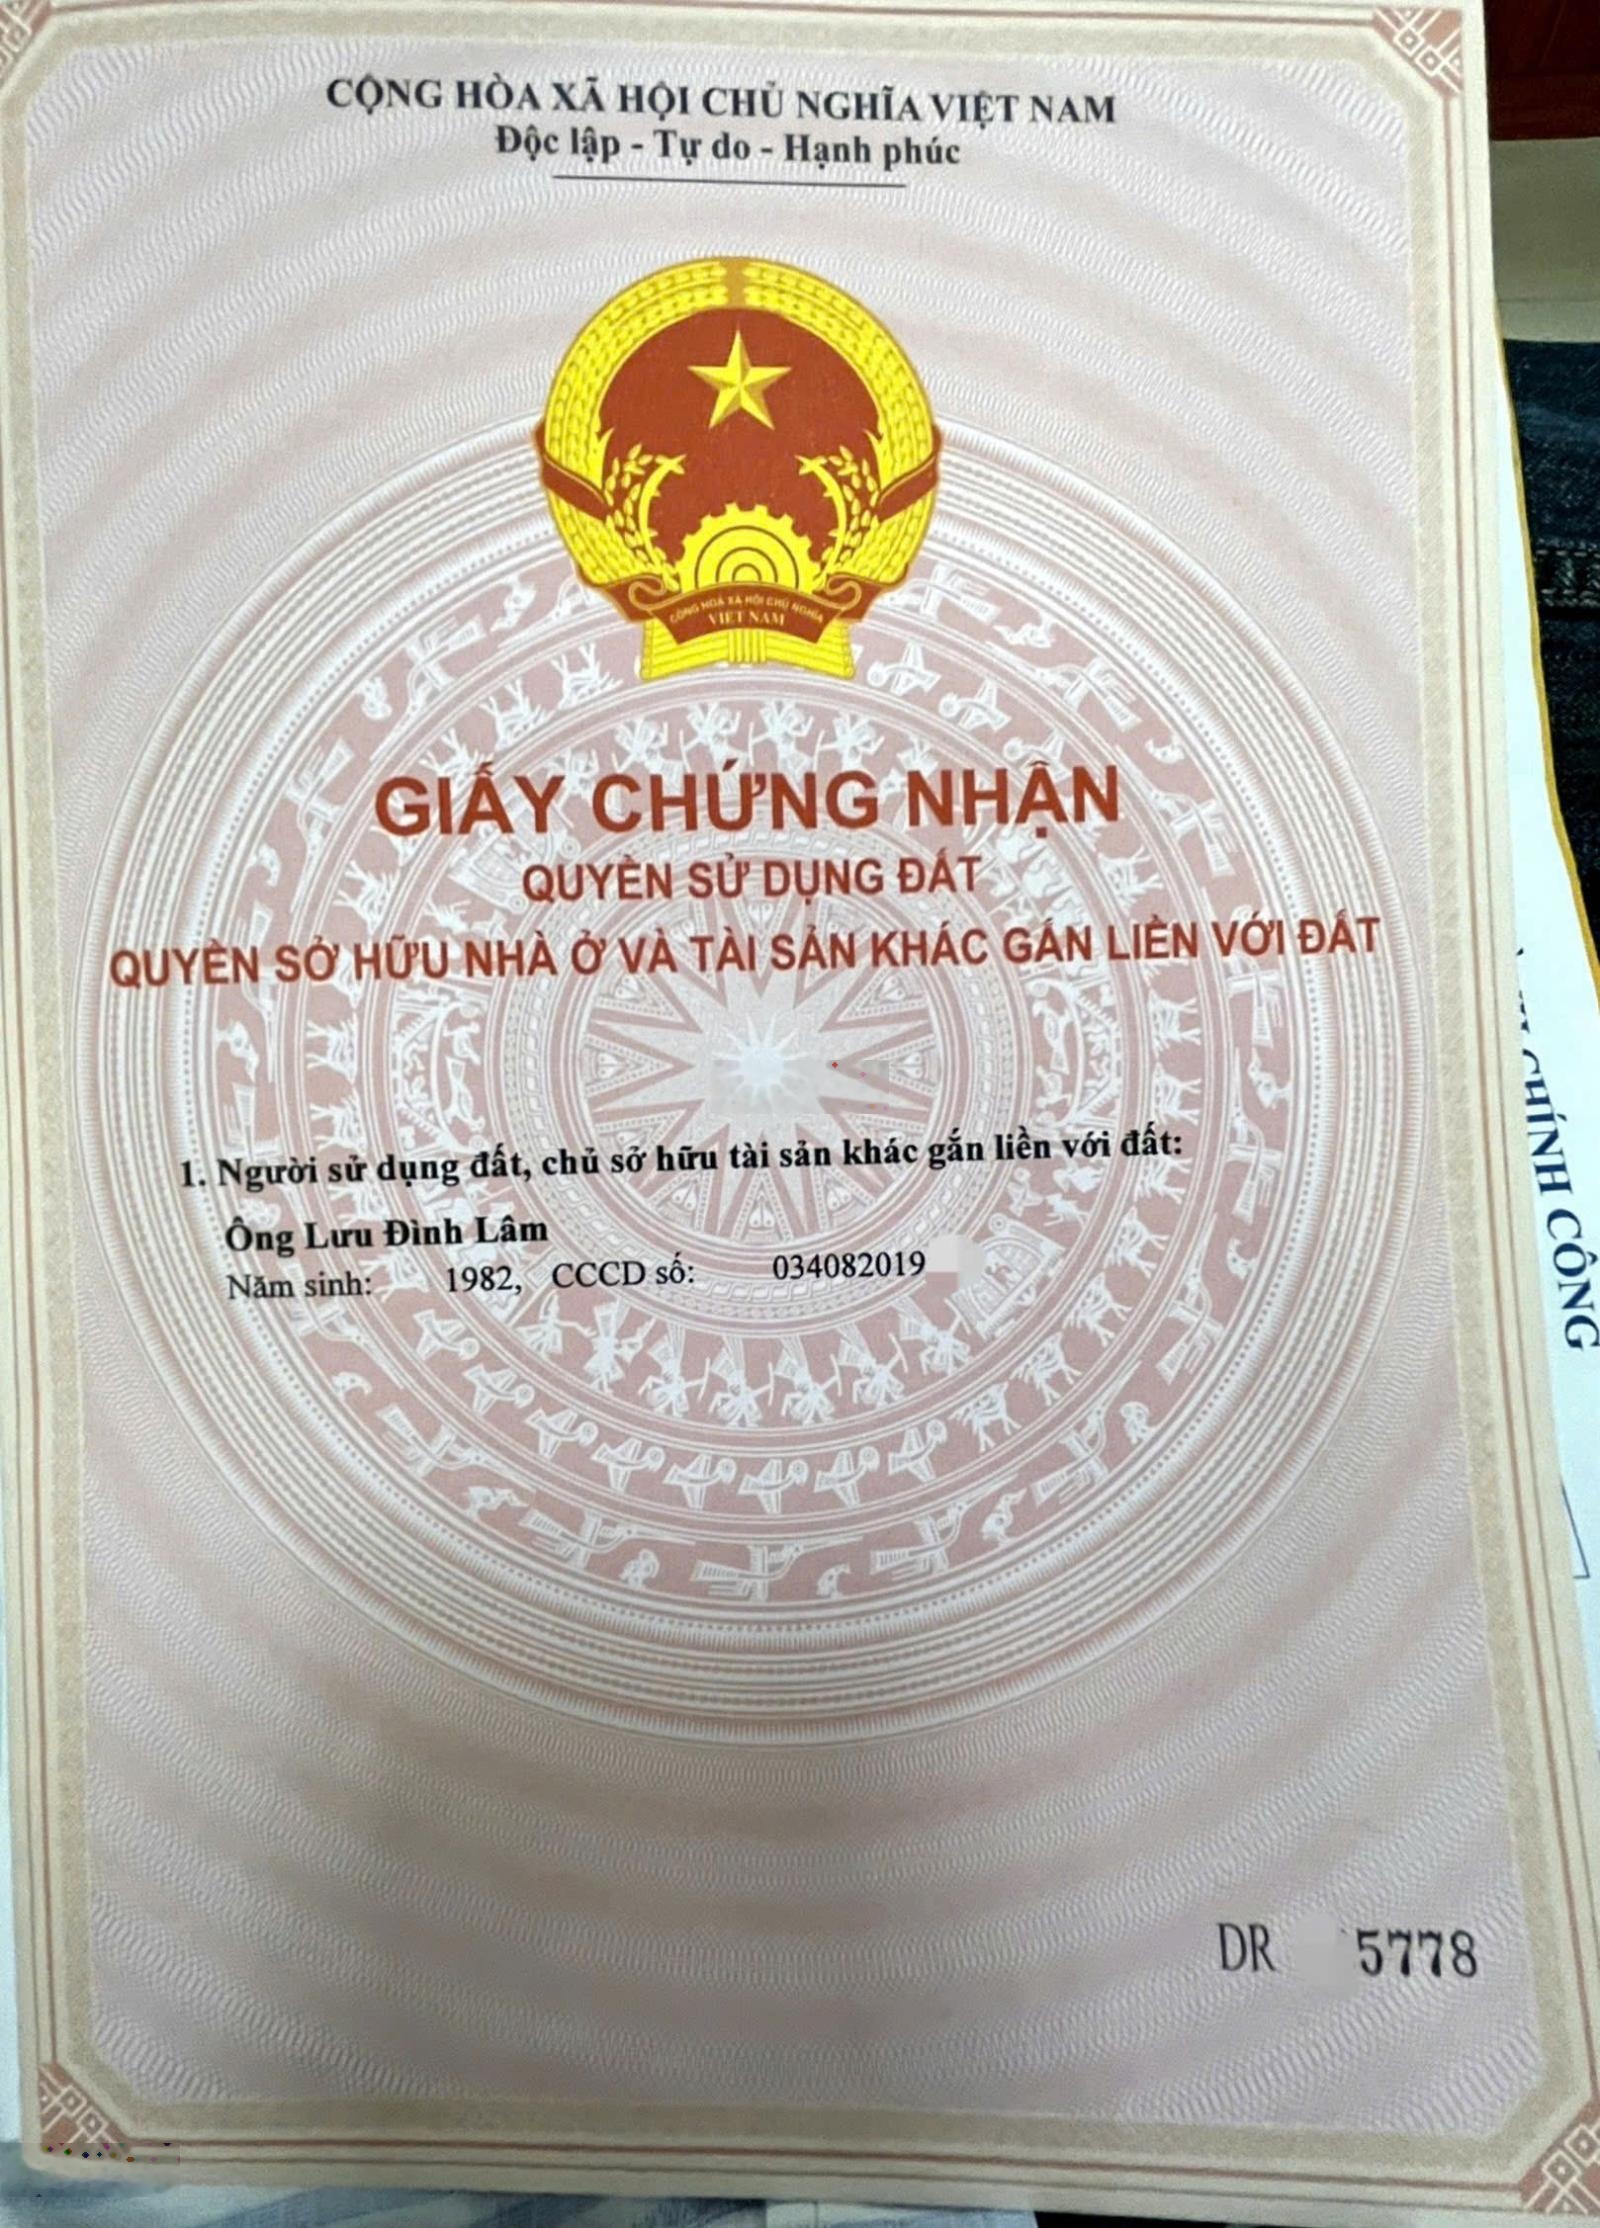 CỘNG HÒA XÃ HỘI CHỦ NGHĨA VIỆT NAM
Độc lập - Tự do - Hạnh phúc
CỘNG HOÀ XÃ HỘI CHỦ NGHĨA
VIỆT NAM
GIẤY CHỨNG NHẬN
QUYỀN SỬ DỤNG ĐẤT
QUYỀN SỞ HỮU NHÀ Ở VÀ TÀI SẢN KHÁC GẮN LIỀN VỚI ĐẤT
1. Người sử dụng đất, chủ sở hữu tài sản khác gắn liền với đất:
Ông Lưu Đình Lâm
Năm sinh: 1982, CCCD số: 034082019
DR 5778
CHÍNH CÔNG